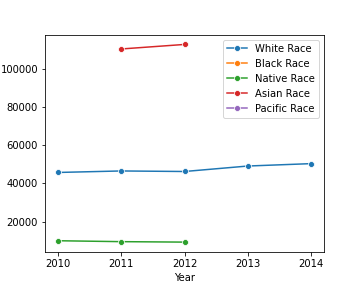 White Race
Black Race
Native Race
Asian Race
Pacific Race
100000
80000
60000
40000
20000
2010 2011 2012 2013 2014
Year